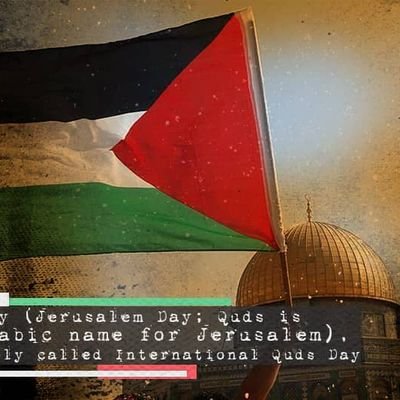 y (Jerusalem Day; Quds is
abic name for Jerusalem),
ly called International Quds Day